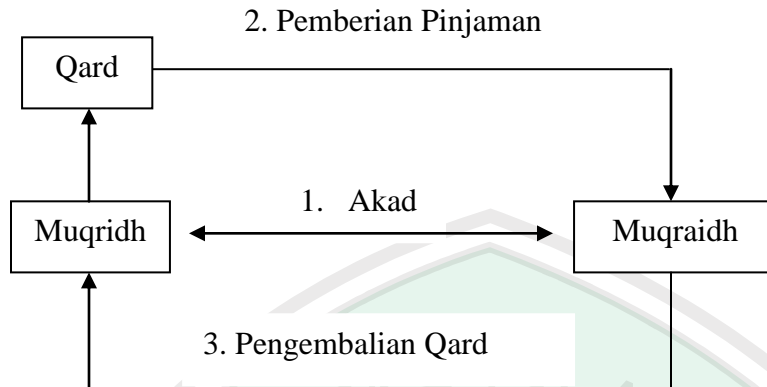 2. Pemberian Pinjaman
Qard
1. Akad
Muqridh
Muqraidh
3. Pengembalian Qard